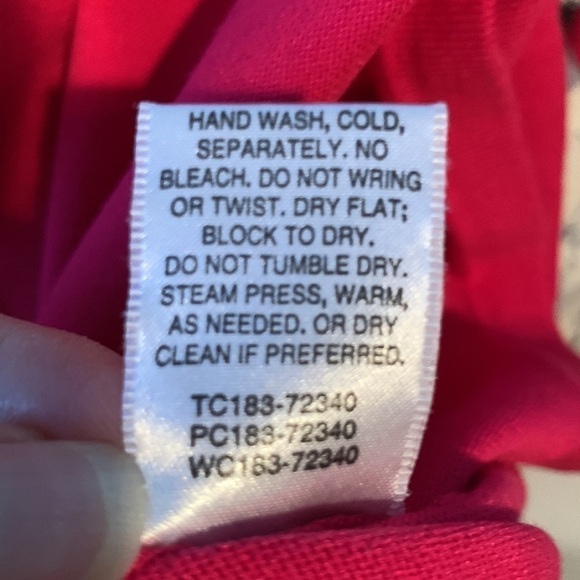 HAND WASH, COLD,
SEPARATELY. NO
BLEACH. DO NOT WRING
OR TWIST. DRY FLAT;
BLOCK TO DRY.
DO NOT TUMBLE DRY.
STEAM PRESS, WARM,
AS NEEDED. OR DRY
CLEAN IF PREFERRED.
TC183-72340
PC183-72340
WC183-72340